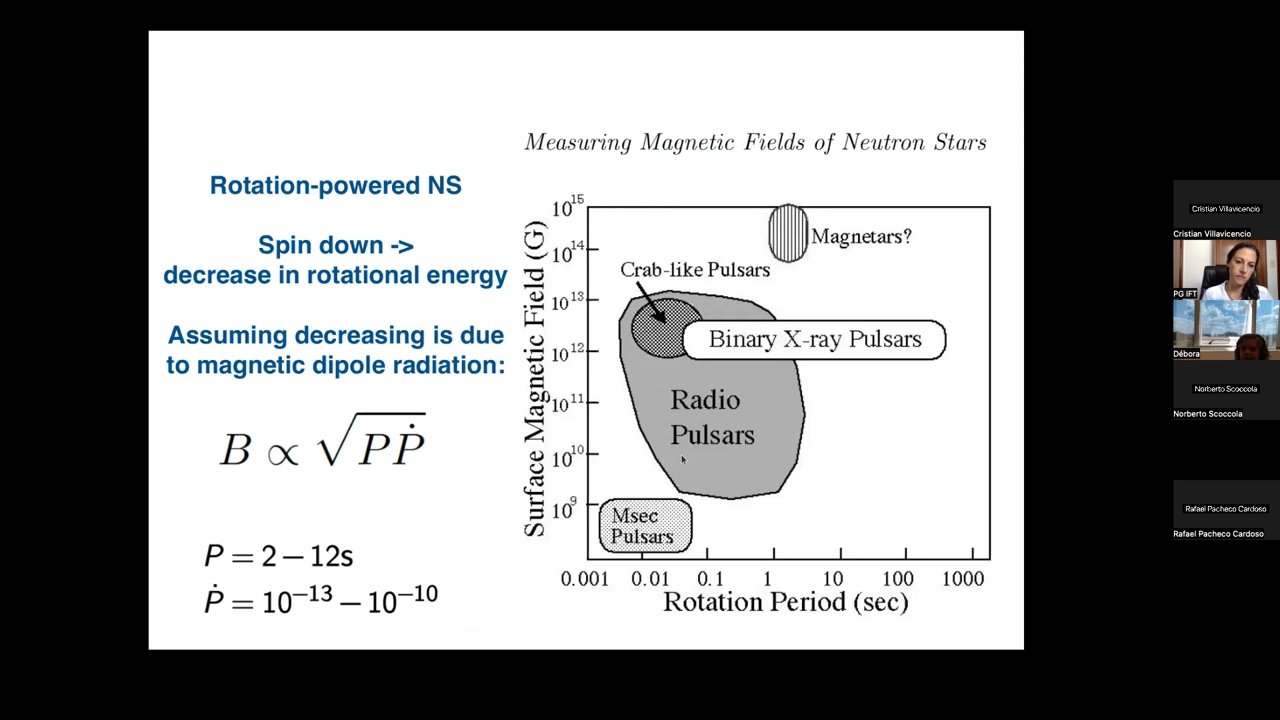 Measuring Magnetic Fields of Neutron Stars
Rotation-powered NS
Spin down ->
decrease in rotational energy
Assuming decreasing is due
to magnetic dipole radiation:
B ∝ √(PṖ)
P = 2 – 12s
Ṗ = 10⁻¹³ – 10⁻¹⁰
Surface Magnetic Field (G)
10¹⁵
10¹⁴
10¹³
10¹²
10¹¹
10¹⁰
10⁹
Magnetars?
Crab-like Pulsars
Binary X-ray Pulsars
Radio
Pulsars
Msec
Pulsars
0.001 0.01 0.1 1 10 100 1000
Rotation Period (sec)
Cristian Villavicencio
Cristian Villavicencio
PG IFT
Débora
Norberto Scoccola
Norberto Scoccola
Rafael Pacheco Cardoso
Rafael Pacheco Cardoso